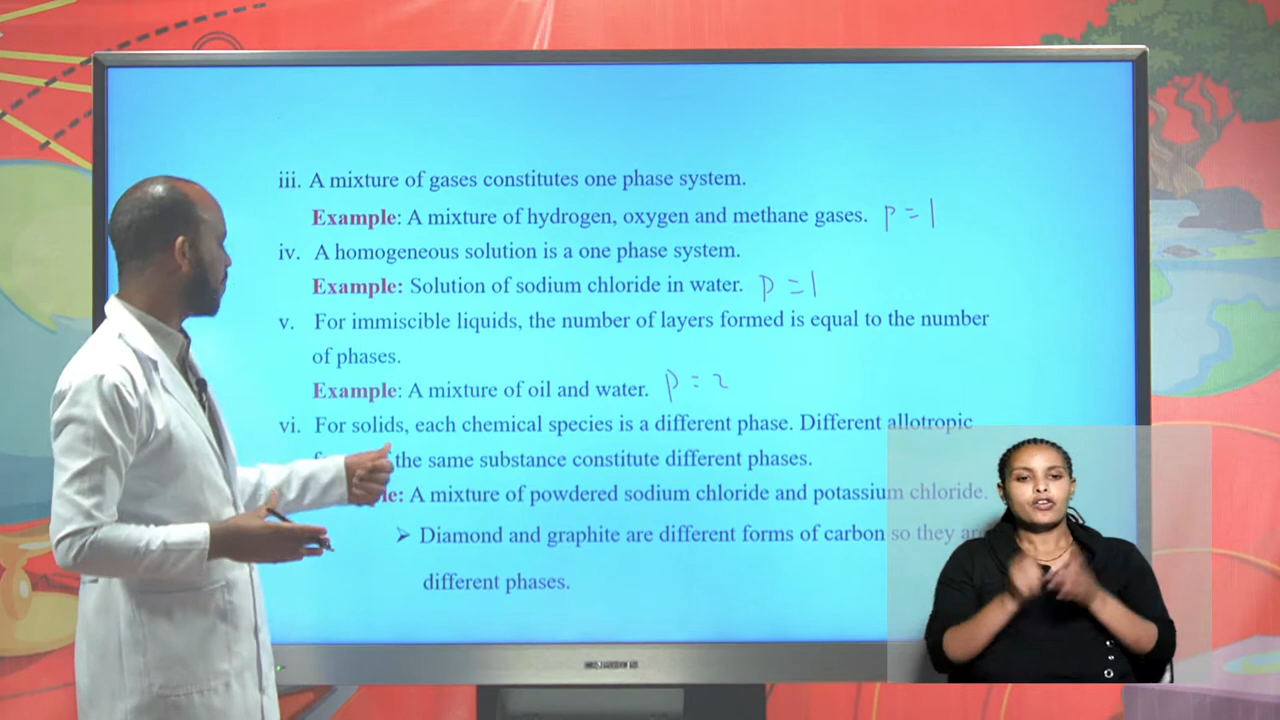 iii. A mixture of gases constitutes one phase system.
Example: A mixture of hydrogen, oxygen and methane gases. p = 1
iv. A homogeneous solution is a one phase system.
Example: Solution of sodium chloride in water. p = 1
v. For immiscible liquids, the number of layers formed is equal to the number
of phases.
Example: A mixture of oil and water. p = 2
vi. For solids, each chemical species is a different phase. Different allotropic
the same substance constitute different phases.
A mixture of powdered sodium chloride and potassium chloride.
➢ Diamond and graphite are different forms of carbon so they
different phases.